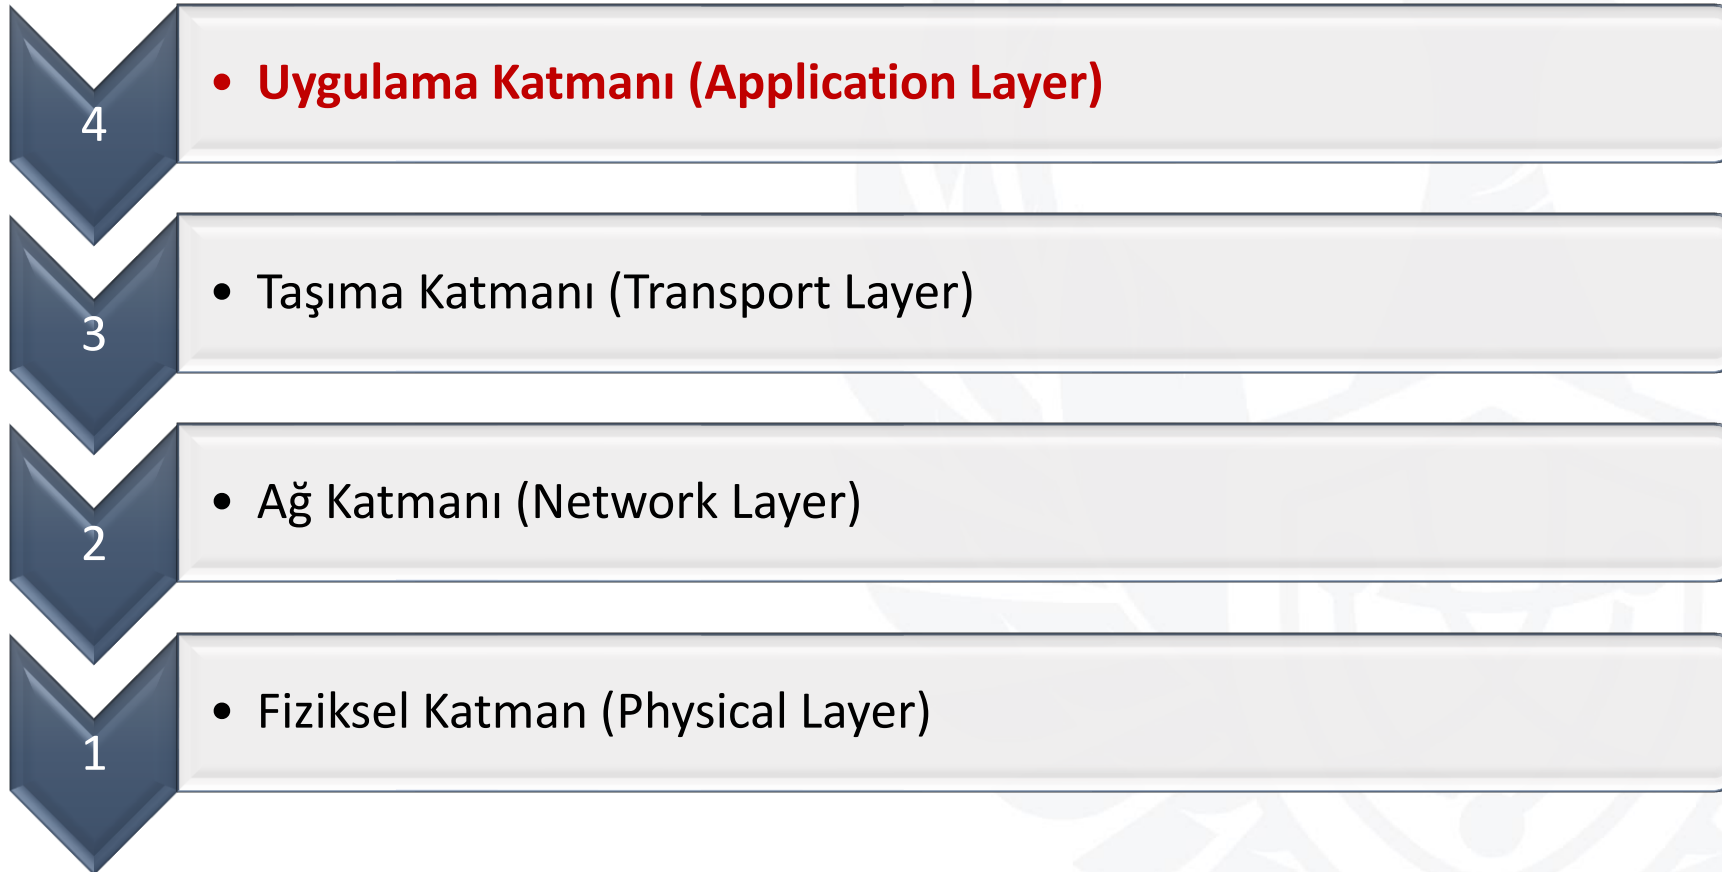 4
• Uygulama Katmanı (Application Layer)
3
• Taşıma Katmanı (Transport Layer)
2
• Ağ Katmanı (Network Layer)
1
• Fiziksel Katman (Physical Layer)